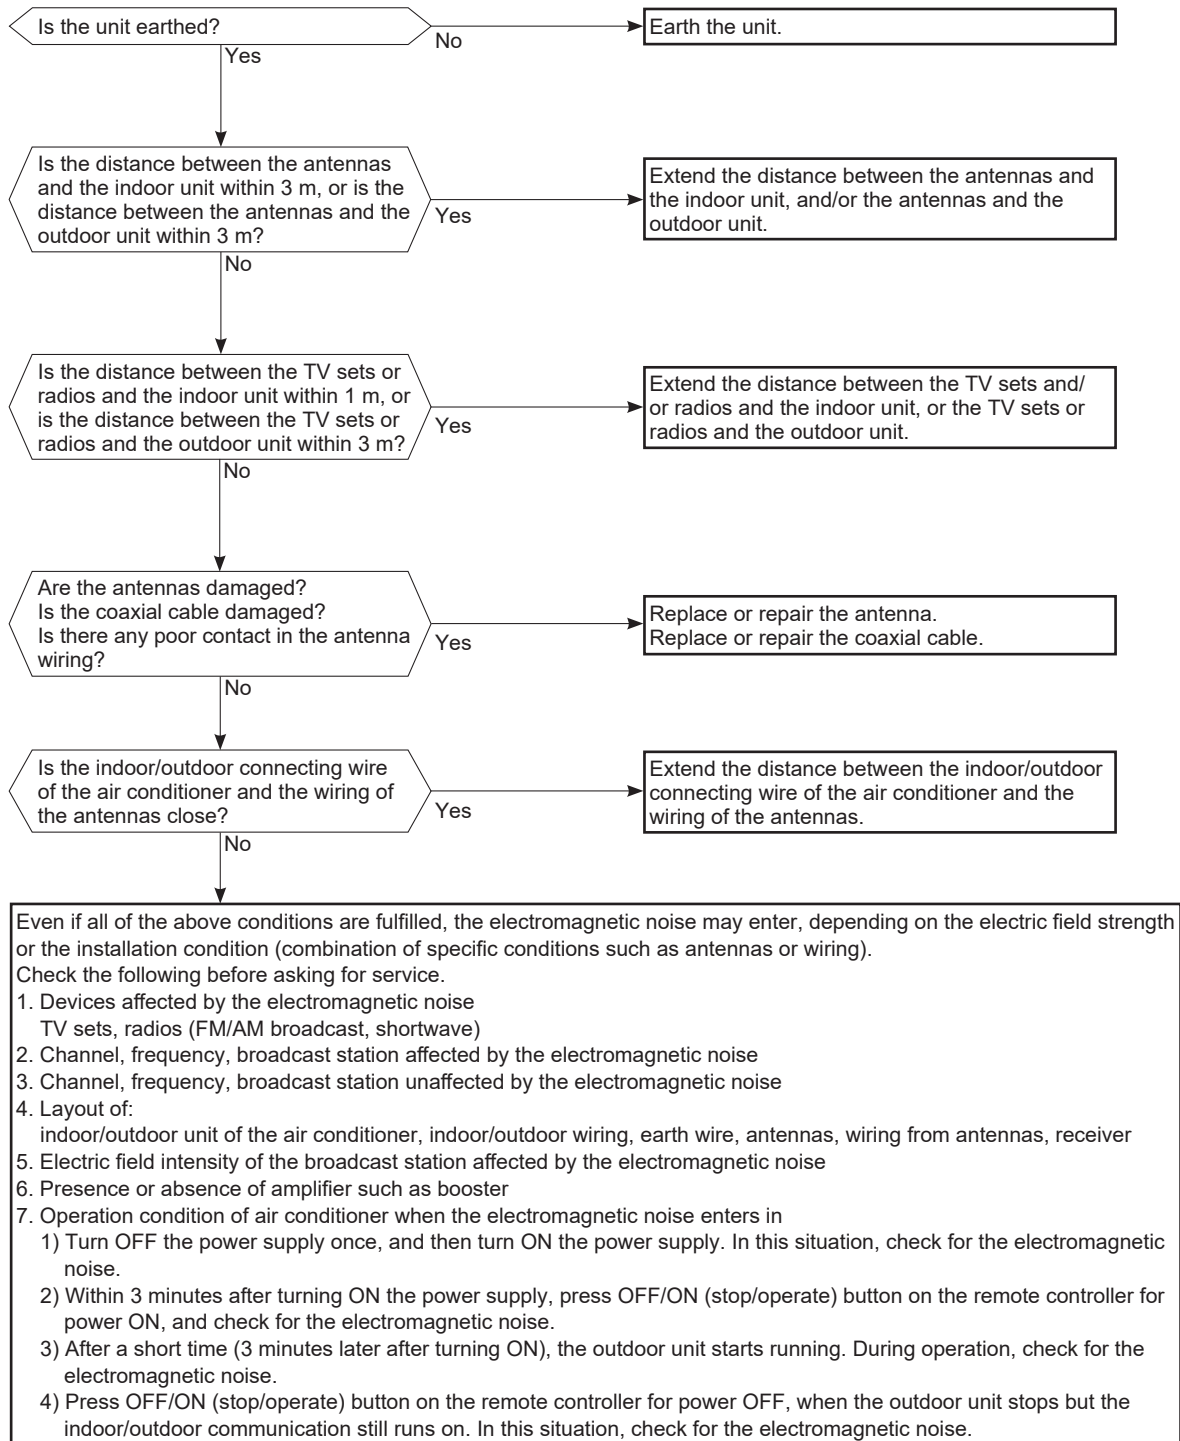 Is the unit earthed?
No
Earth the unit.
Yes
Is the distance between the antennas
and the indoor unit within 3 m, or is the
distance between the antennas and the
outdoor unit within 3 m?
Yes
Extend the distance between the antennas and
the indoor unit, and/or the antennas and the
outdoor unit.
No
Is the distance between the TV sets or
radios and the indoor unit within 1 m, or
is the distance between the TV sets or
radios and the outdoor unit within 3 m?
Yes
Extend the distance between the TV sets and/
or radios and the indoor unit, or the TV sets or
radios and the outdoor unit.
No
Are the antennas damaged?
Is the coaxial cable damaged?
Is there any poor contact in the antenna
wiring?
Yes
Replace or repair the antenna.
Replace or repair the coaxial cable.
No
Is the indoor/outdoor connecting wire
of the air conditioner and the wiring of
the antennas close?
Yes
Extend the distance between the indoor/outdoor
connecting wire of the air conditioner and the
wiring of the antennas.
No
Even if all of the above conditions are fulfilled, the electromagnetic noise may enter, depending on the electric field strength
or the installation condition (combination of specific conditions such as antennas or wiring).
Check the following before asking for service.
1. Devices affected by the electromagnetic noise
TV sets, radios (FM/AM broadcast, shortwave)
2. Channel, frequency, broadcast station affected by the electromagnetic noise
3. Channel, frequency, broadcast station unaffected by the electromagnetic noise
4. Layout of:
indoor/outdoor unit of the air conditioner, indoor/outdoor wiring, earth wire, antennas, wiring from antennas, receiver
5. Electric field intensity of the broadcast station affected by the electromagnetic noise
6. Presence or absence of amplifier such as booster
7. Operation condition of air conditioner when the electromagnetic noise enters in
1) Turn OFF the power supply once, and then turn ON the power supply. In this situation, check for the electromagnetic
noise.
2) Within 3 minutes after turning ON the power supply, press OFF/ON (stop/operate) button on the remote controller for
power ON, and check for the electromagnetic noise.
3) After a short time (3 minutes later after turning ON), the outdoor unit starts running. During operation, check for the
electromagnetic noise.
4) Press OFF/ON (stop/operate) button on the remote controller for power OFF, when the outdoor unit stops but the
indoor/outdoor communication still runs on. In this situation, check for the electromagnetic noise.